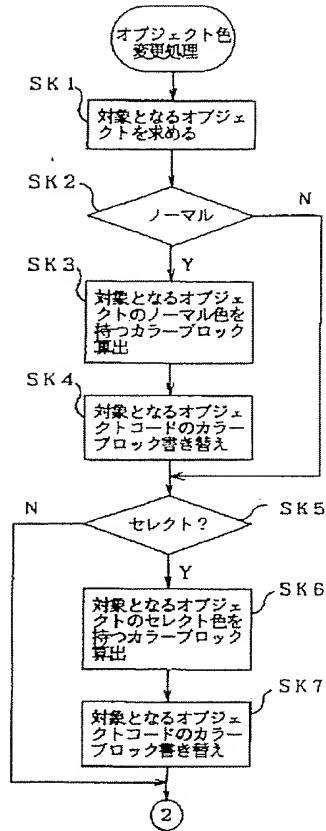 オブジェクト色
変更処理
SK1
対象となるオブジェ
クトを求める
SK2
ノーマル
N
Y
SK3
対象となるオブジェ
クトのノーマル色を
持つカラーブロック
算出
SK4
対象となるオブジェ
クトコードのカラー
ブロック書き替え
N
セレクト?
SK5
Y
SK6
対象となるオブジェ
クトのセレクト色を
持つカラーブロック
算出
SK7
対象となるオブジェ
クトコードのカラー
ブロック書き替え
2